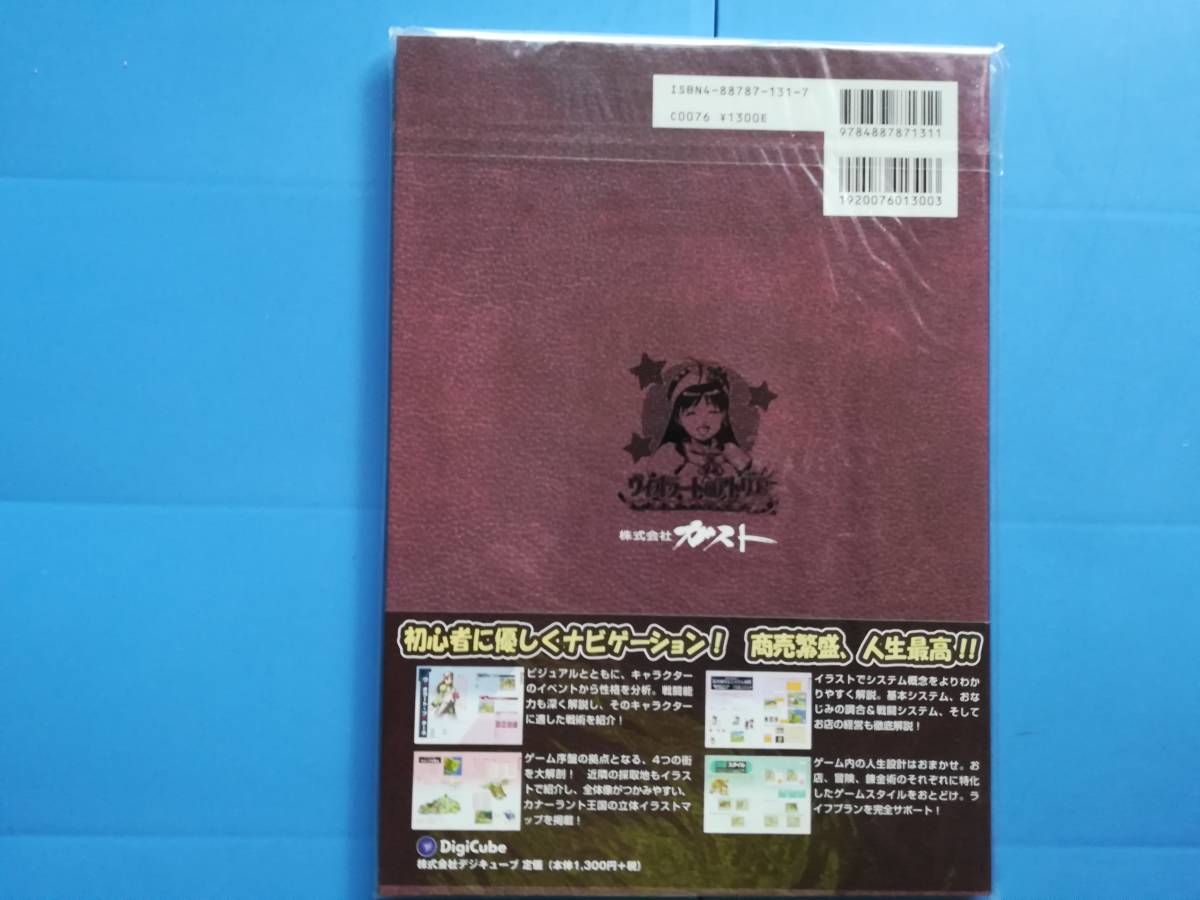 ISBN4-88787-131-7
C0076 ¥1300E
9784887871311
1920076013003
ヴィオラートのアトリエ
株式会社 ガスト
初心者に優しくナビゲーション! 商売繁盛、人生最高!!
ビジュアルとともに、キャラクター
のイベントから性格を分析。戦闘能
力も深く解説し、そのキャラクター
に適した戦術を紹介!
イラストでシステム概念をよりわか
りやすく解説。基本システム、おな
じみの調合&戦闘システム、そして
お店の経営も徹底解説!
ゲーム序盤の拠点となる、4つの街
を大解剖! 近隣の採取地もイラス
トで紹介し、全体像がつかみやすい、
カナーラント王国の立体イラストマ
ップを掲載!
ゲーム内の人生設計はおまかせ。お
店、冒険、錬金術のそれぞれに特化
したゲームスタイルをおとどけ。ラ
イフプランを完全サポート!
DigiCube
株式会社デジキューブ 定価(本体1,300円+税)